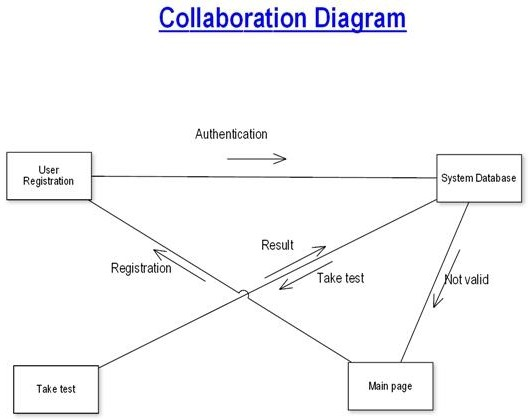 Collaboration Diagram
Authentication
User
Registration
System Database
Result
Registration
Take test
Not valid
Take test
Main page